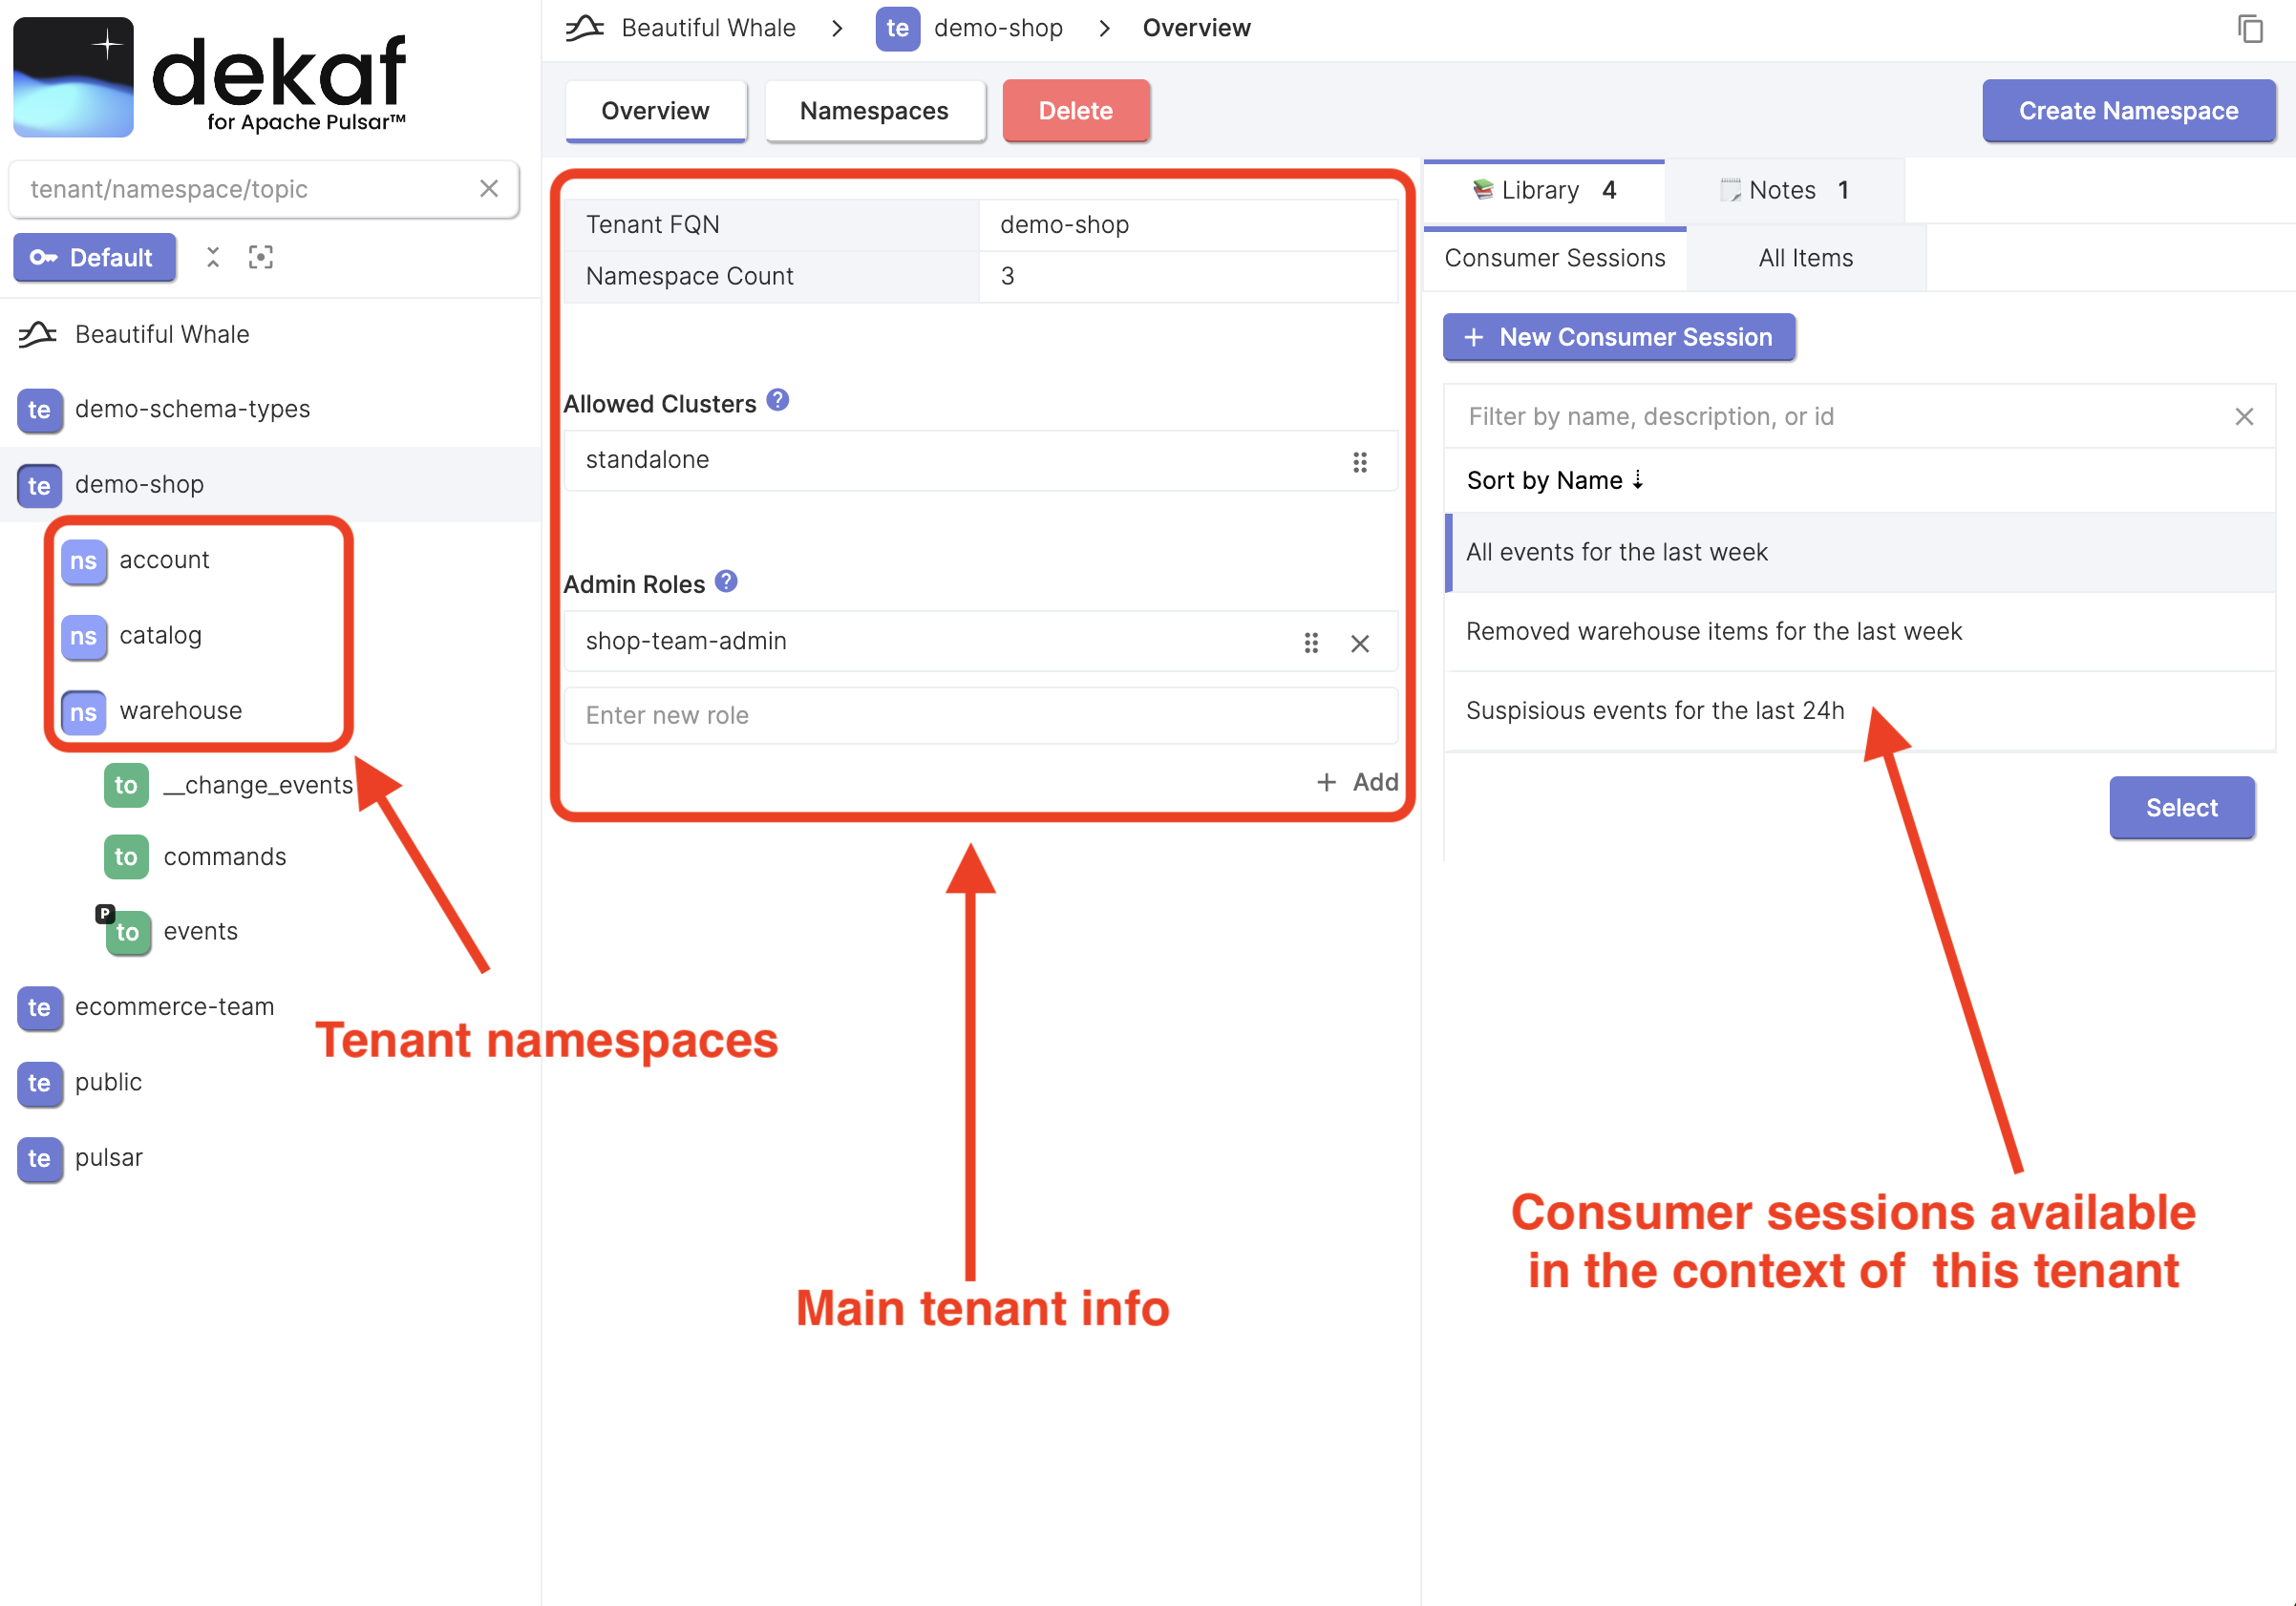 dekaf
for Apache Pulsar™
tenant/namespace/topic
Default
Beautiful Whale
te demo-schema-types
te demo-shop
ns account
ns catalog
ns warehouse
to __change_events
to commands
P to events
te ecommerce-team
te public
te pulsar
Tenant namespaces
Beautiful Whale > te demo-shop > Overview
Overview Namespaces Delete Create Namespace
Tenant FQN demo-shop
Namespace Count 3
Allowed Clusters ?
standalone
Admin Roles ?
shop-team-admin
Enter new role
+ Add
Main tenant info
Library 4 Notes 1
Consumer Sessions All Items
+ New Consumer Session
Filter by name, description, or id
Sort by Name ↓
All events for the last week
Removed warehouse items for the last week
Suspisious events for the last 24h
Select
Consumer sessions available
in the context of this tenant